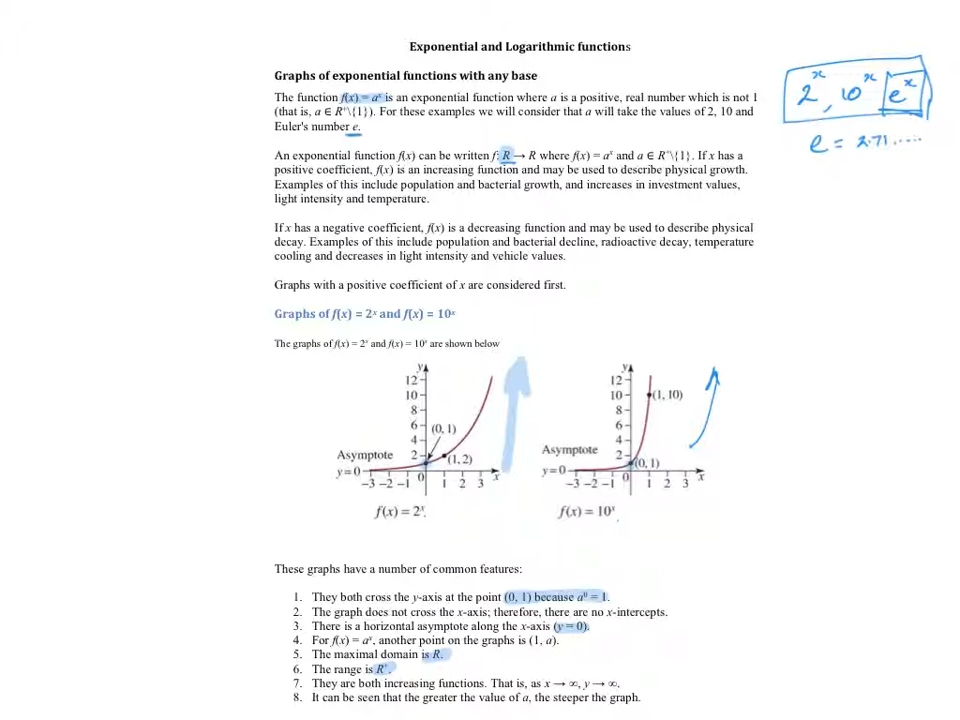 Exponential and Logarithmic functions
Graphs of exponential functions with any base
2ˣ, 10ˣ eˣ
The function f(x) = aˣ is an exponential function where a is a positive, real number which is not 1
(that is, a ∈ R⁺\{1}). For these examples we will consider that a will take the values of 2, 10 and
Euler's number e.
e = 2.71.....
An exponential function f(x) can be written f: R → R where f(x) = aˣ and a ∈ R⁺\{1}. If x has a
positive coefficient, f(x) is an increasing function and may be used to describe physical growth.
Examples of this include population and bacterial growth, and increases in investment values,
light intensity and temperature.
If x has a negative coefficient, f(x) is a decreasing function and may be used to describe physical
decay. Examples of this include population and bacterial decline, radioactive decay, temperature
cooling and decreases in light intensity and vehicle values.
Graphs with a positive coefficient of x are considered first.
Graphs of f(x) = 2ˣ and f(x) = 10ˣ
The graphs of f(x) = 2ˣ and f(x) = 10ˣ are shown below
y
12
10
8
6
4
2
(0, 1)
(1, 2)
Asymptote
y = 0
−3 −2 −1 0 1 2 3 x
f(x) = 2ˣ.
y
12
10
8
6
4
2
(1, 10)
(0, 1)
Asymptote
y = 0
−3 −2 −1 0 1 2 3 x
f(x) = 10ˣ
These graphs have a number of common features:
1. They both cross the y-axis at the point (0, 1) because a⁰ = 1.
2. The graph does not cross the x-axis; therefore, there are no x-intercepts.
3. There is a horizontal asymptote along the x-axis (y = 0).
4. For f(x) = aˣ, another point on the graphs is (1, a).
5. The maximal domain is R.
6. The range is R⁺.
7. They are both increasing functions. That is, as x → ∞, y → ∞.
8. It can be seen that the greater the value of a, the steeper the graph.